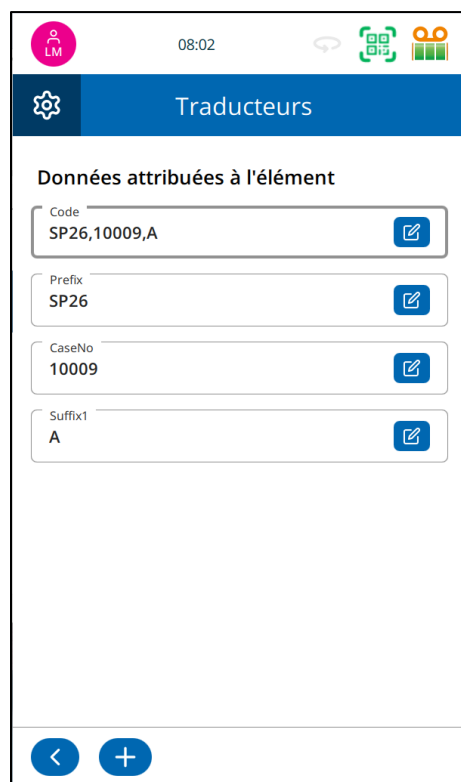 LM
08:02
Traducteurs
Données attribuées à l'élément
Code
SP26,10009,A
Prefix
SP26
CaseNo
10009
Suffix1
A